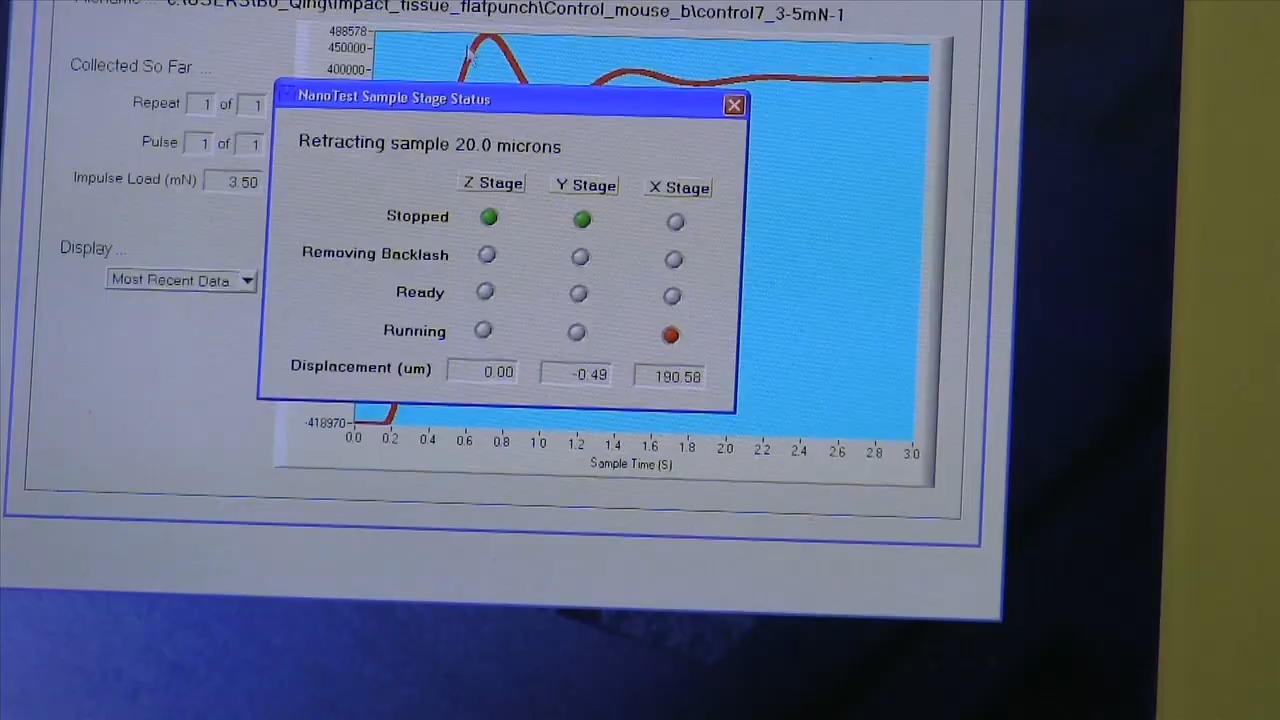 c:\USERS\Bo_Qing\Impact_tissue_flatpunch\Control_mouse_b\control7_3-5mN-1
Collected So Far ...
Repeat 1 of 1
Pulse 1 of 1
Impulse Load (mN) 3.50
Display ...
Most Recent Data
488578-
450000-
400000-
NanoTest Sample Stage Status
Retracting sample 20.0 microns
Z Stage Y Stage X Stage
Stopped
Removing Backlash
Ready
Running
Displacement (um) 0.00 -0.49 190.58
-418970-
0.0 0.2 0.4 0.6 0.8 1.0 1.2 1.4 1.6 1.8 2.0 2.2 2.4 2.6 2.8 3.0
Sample Time (S)